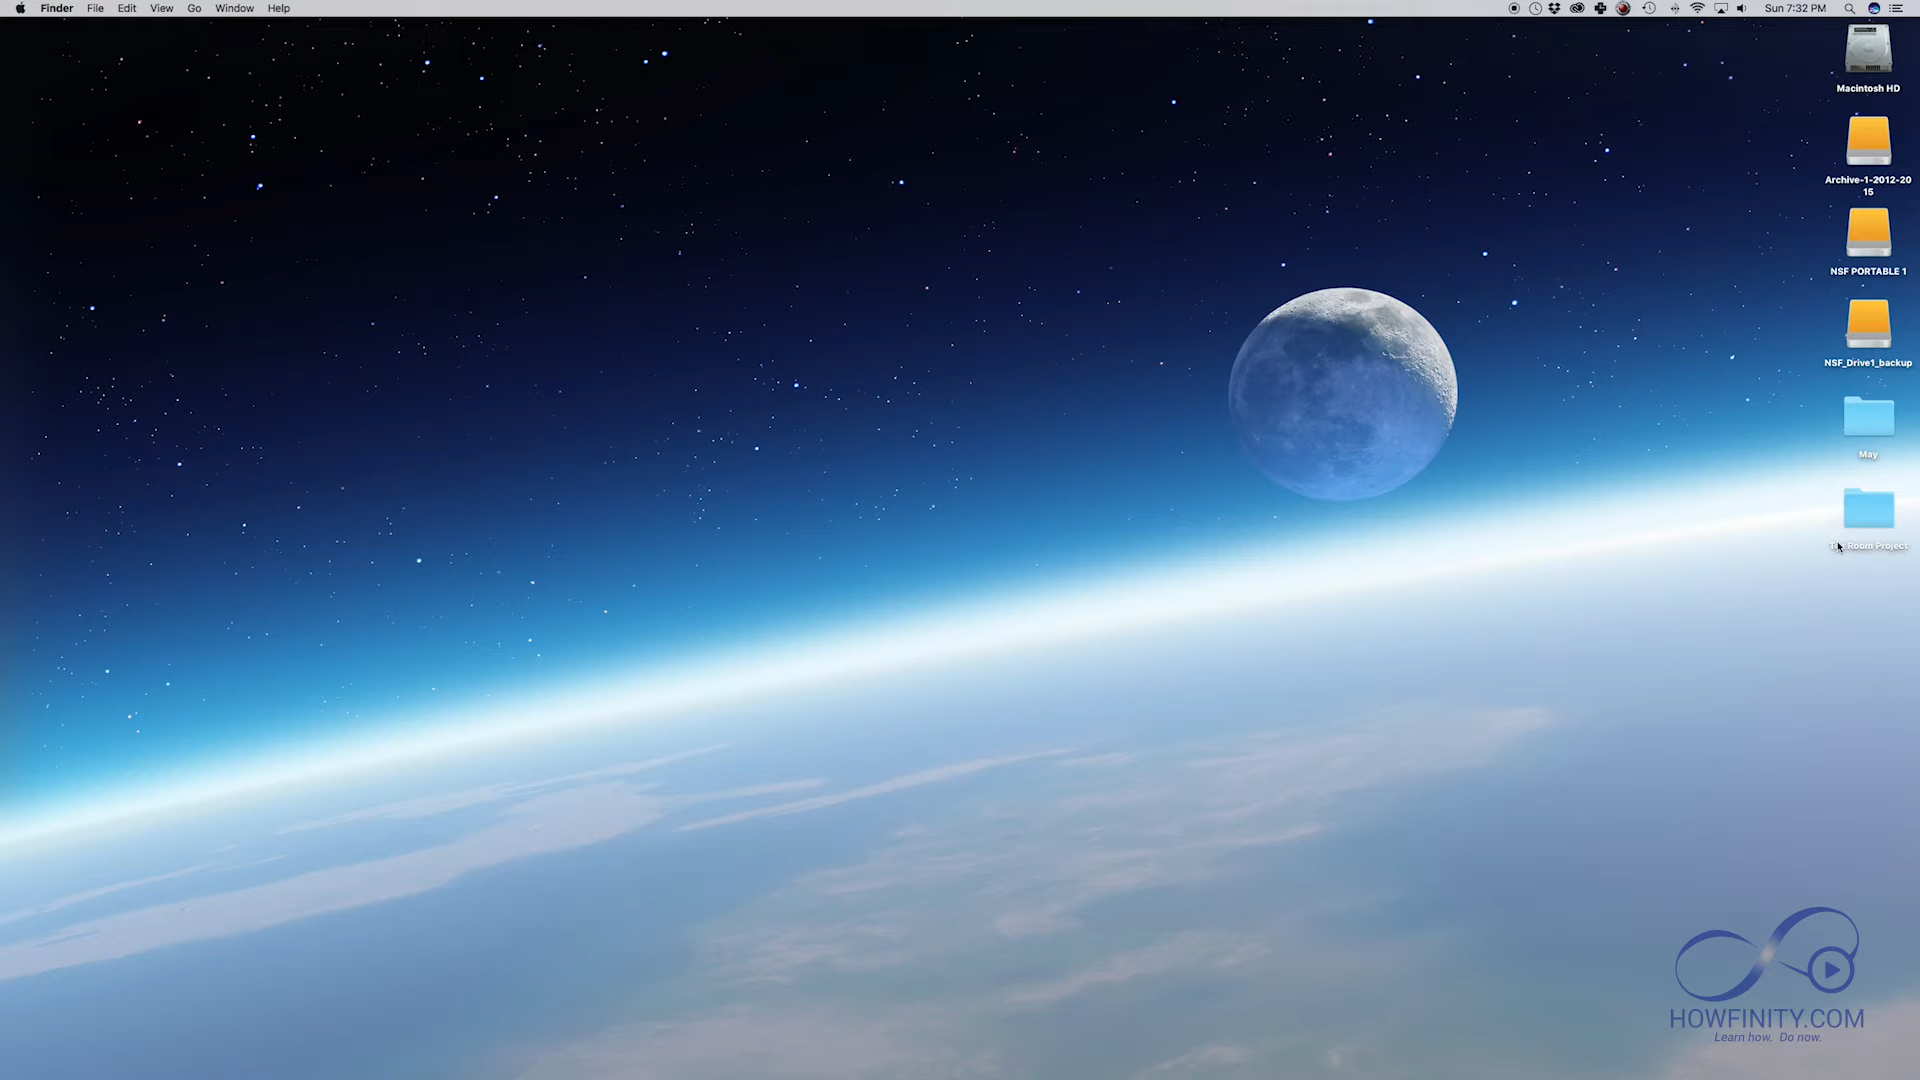 Finder File Edit View Go Window Help
Sun 7:32 PM
Macintosh HD
Archive-1-2012-20
15
NSF PORTABLE 1
NSF_Drive1_backup
May
Room Project
HOWFINITY.COM
Learn how. Do now.